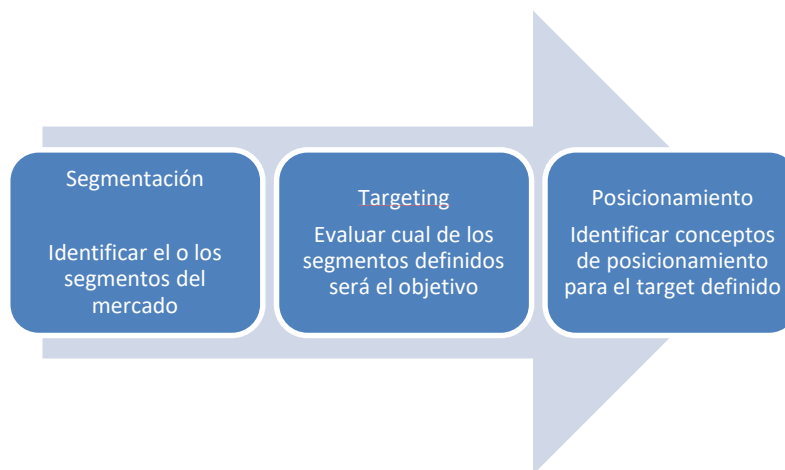 Segmentación
Identificar el o los
segmentos del
mercado
Targeting
Evaluar cual de los
segmentos definidos
será el objetivo
Posicionamiento
Identificar conceptos
de posicionamiento
para el target definido